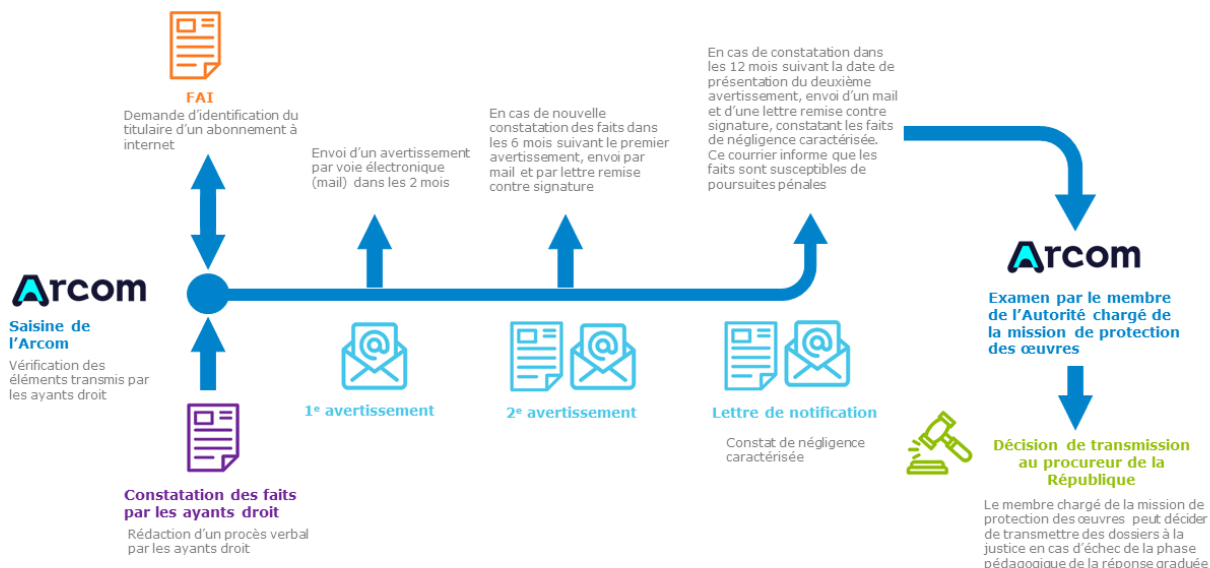 FAI
Demande d'identification du
titulaire d'un abonnement à
internet
Envoi d'un avertissement
par voie électronique
(mail) dans les 2 mois
En cas de nouvelle
constatation des faits dans
les 6 mois suivant le premier
avertissement, envoi par
mail et par lettre remise
contre signature
En cas de constatation dans
les 12 mois suivant la date de
présentation du deuxième
avertissement, envoi d'un mail
et d'une lettre remise contre
signature, constatant les faits
de négligence caractérisée.
Ce courrier informe que les
faits sont susceptibles de
poursuites pénales
Arcom
Saisine de
l'Arcom
Vérification des
éléments transmis par
les ayants droit
Constatation des faits
par les ayants droit
Rédaction d'un procès verbal
par les ayants droit
1e avertissement
2e avertissement
Lettre de notification
Constat de négligence
caractérisée
Arcom
Examen par le membre
de l'Autorité chargé de
la mission de protection
des œuvres
Décision de transmission
au procureur de la
République
Le membre chargé de la mission de
protection des œuvres peut décider
de transmettre des dossiers à la
justice en cas d'échec de la phase
pédagogique de la réponse graduée